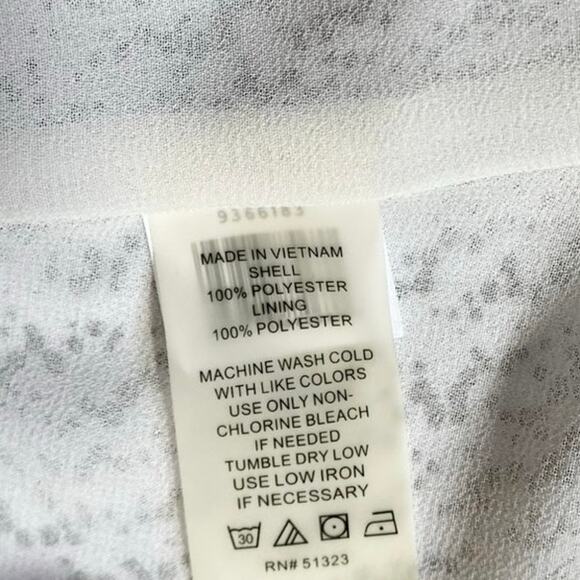 9366183
MADE IN VIETNAM
SHELL
100% POLYESTER
LINING
100% POLYESTER
MACHINE WASH COLD
WITH LIKE COLORS
USE ONLY NON-
CHLORINE BLEACH
IF NEEDED
TUMBLE DRY LOW
USE LOW IRON
IF NECESSARY
30
RN# 51323